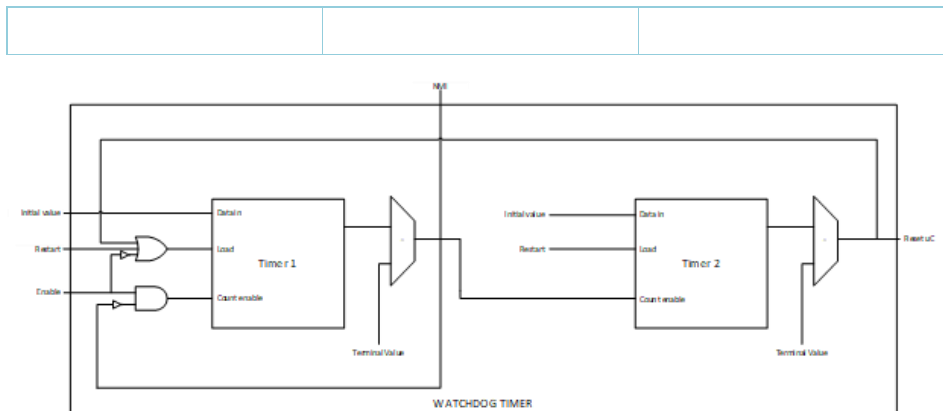 NMI
Initial value
Data in
Initial value
Data in
Restart
Load
Restart
Load
Reset uC
Timer 1
Timer 2
Enable
Count enable
Count enable
Terminal Value
Terminal Value
WATCHDOG TIMER